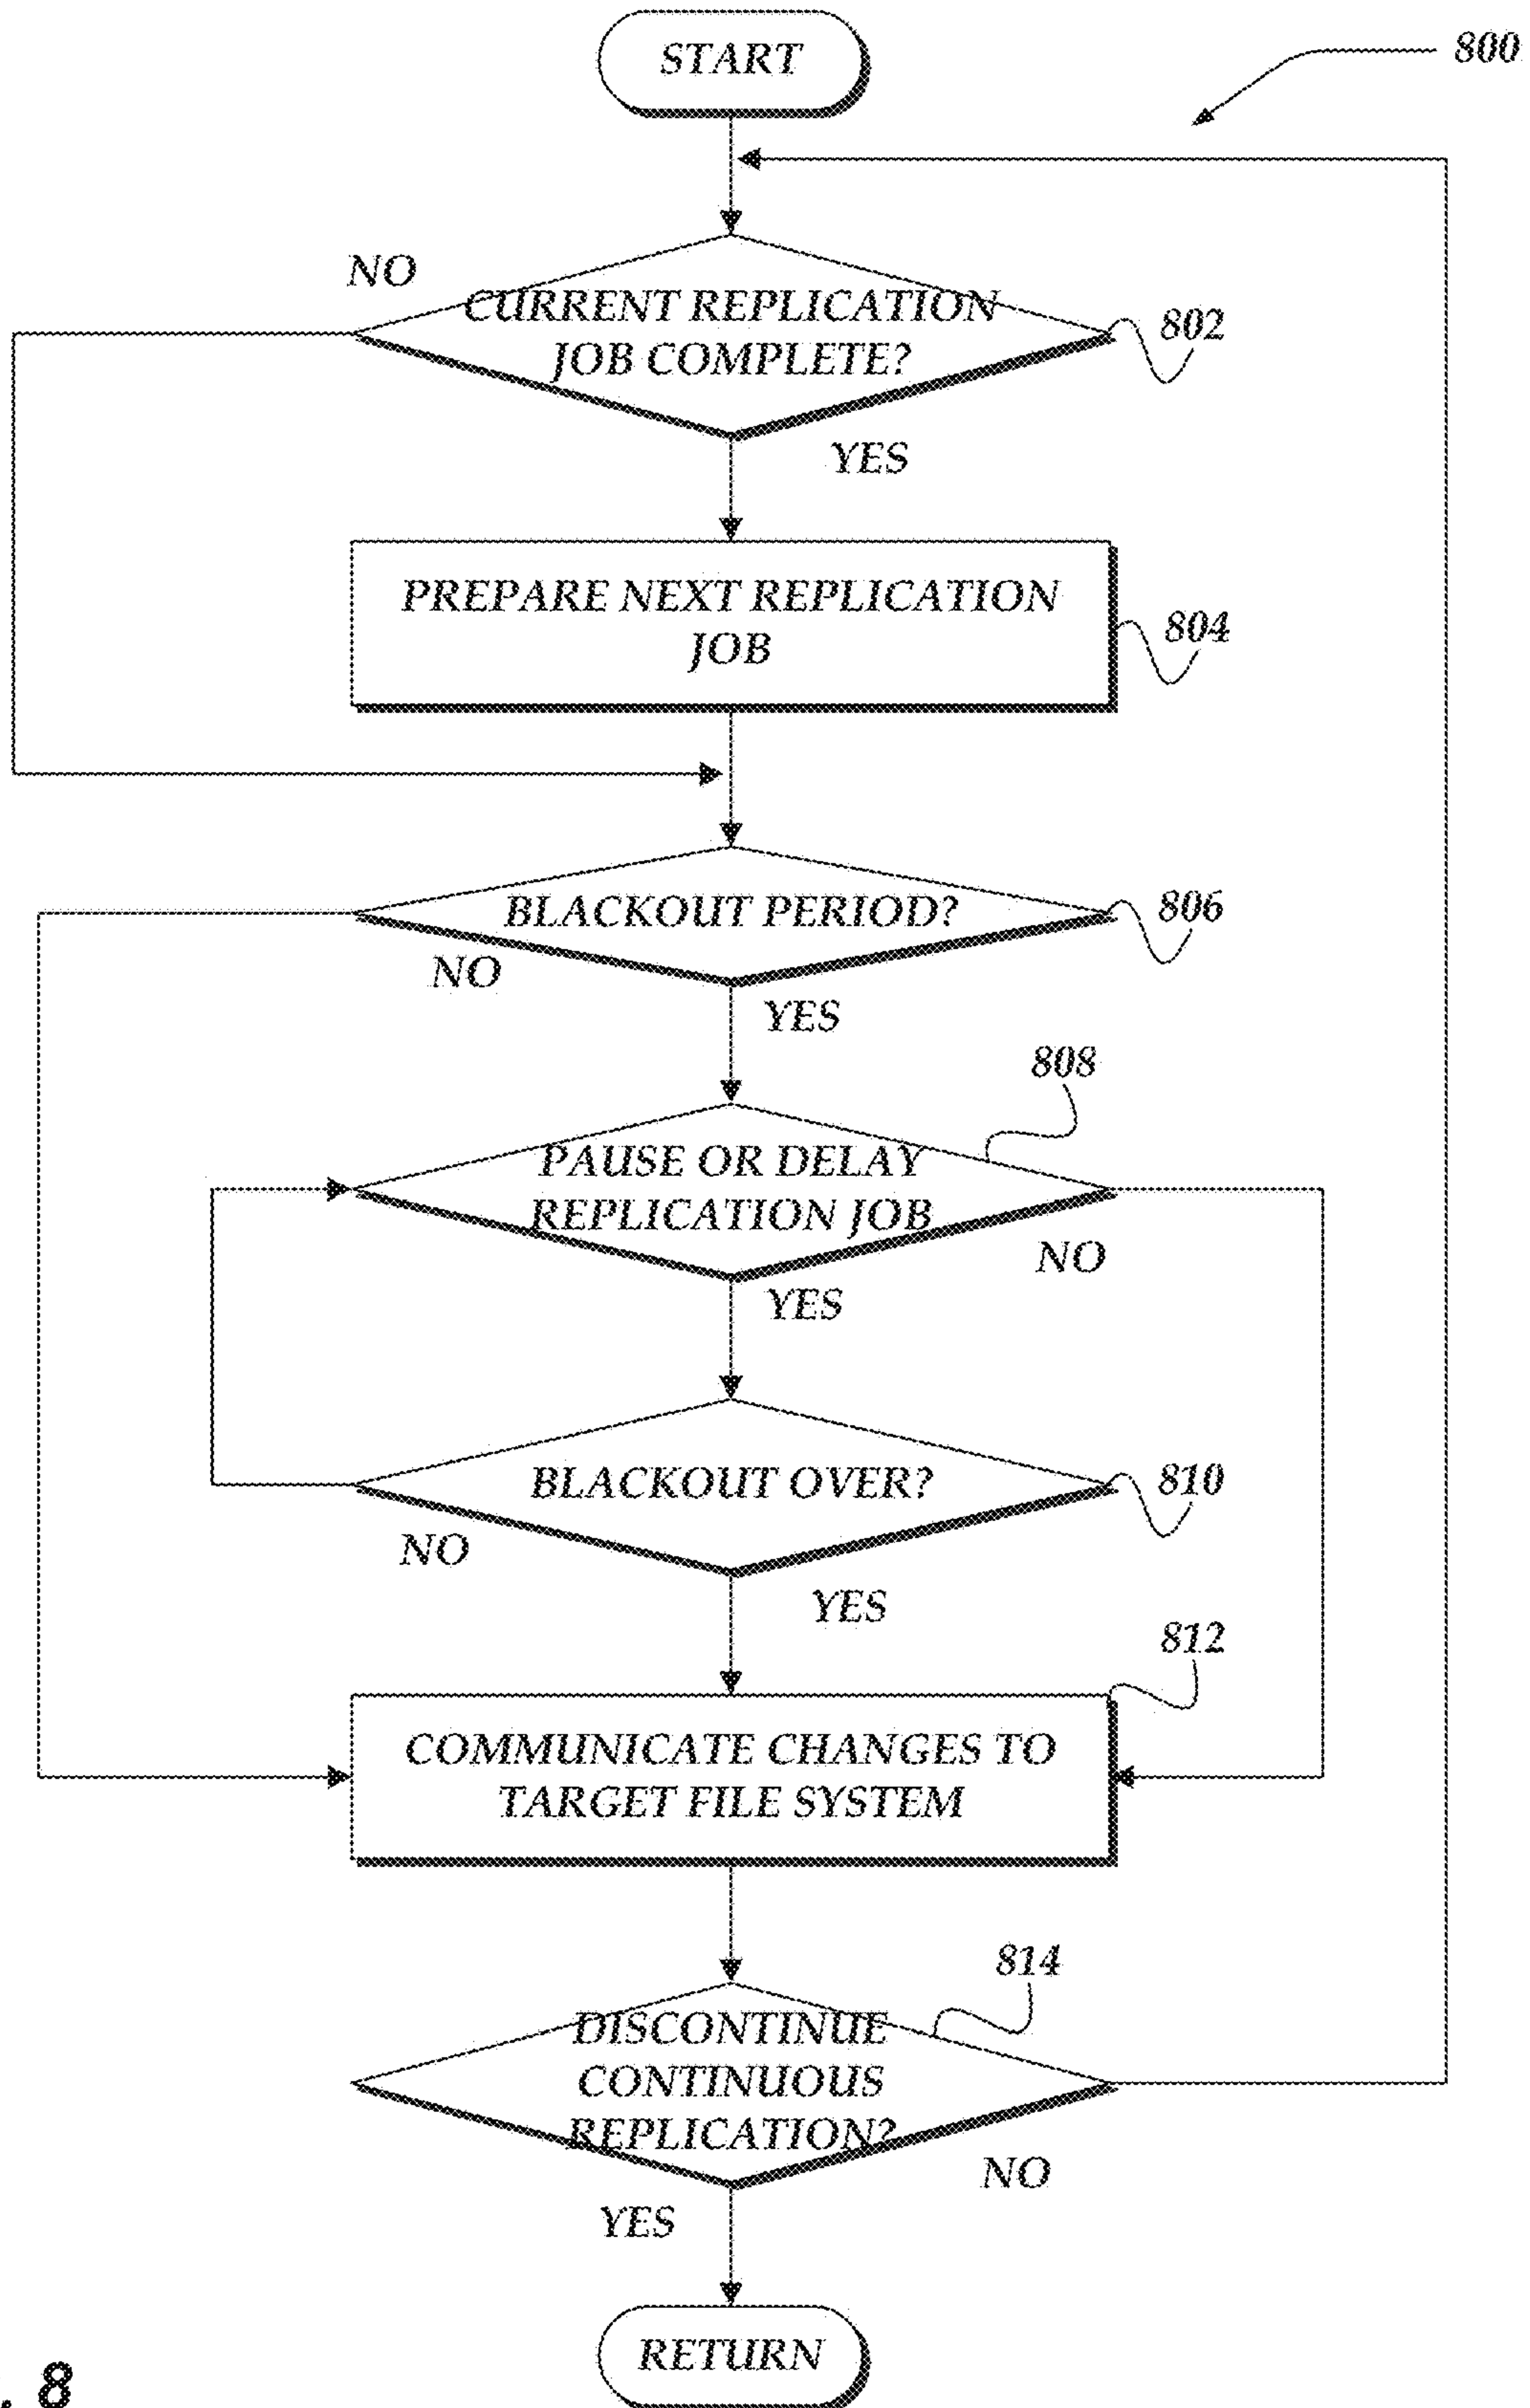 START
800
NO
CURRENT REPLICATION
JOB COMPLETE?
802
YES
PREPARE NEXT REPLICATION
JOB
804
BLACKOUT PERIOD?
806
NO
YES
808
PAUSE OR DELAY
REPLICATION JOB
NO
YES
BLACKOUT OVER?
810
NO
YES
812
COMMUNICATE CHANGES TO
TARGET FILE SYSTEM
814
DISCONTINUE
CONTINUOUS
REPLICATION?
NO
YES
RETURN
. 8